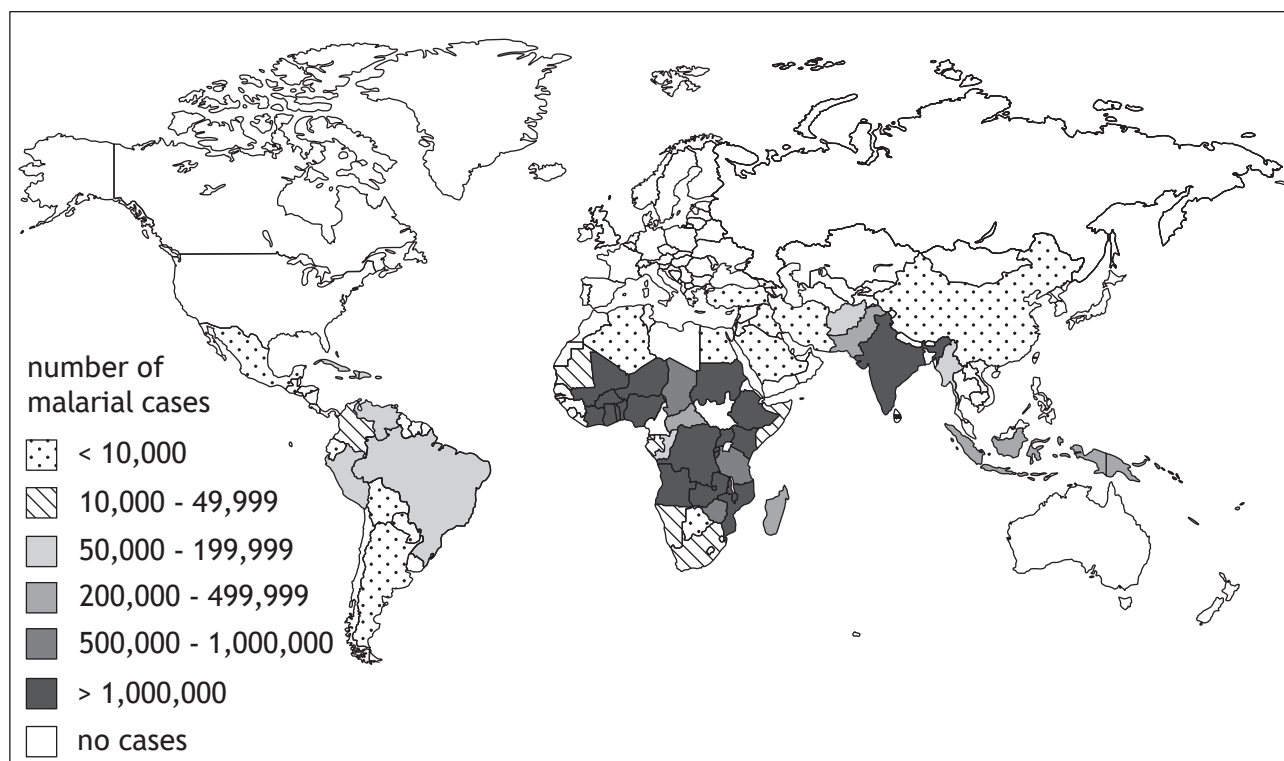 number of
malarial cases
< 10,000
10,000 - 49,999
50,000 - 199,999
200,000 - 499,999
500,000 - 1,000,000
> 1,000,000
no cases